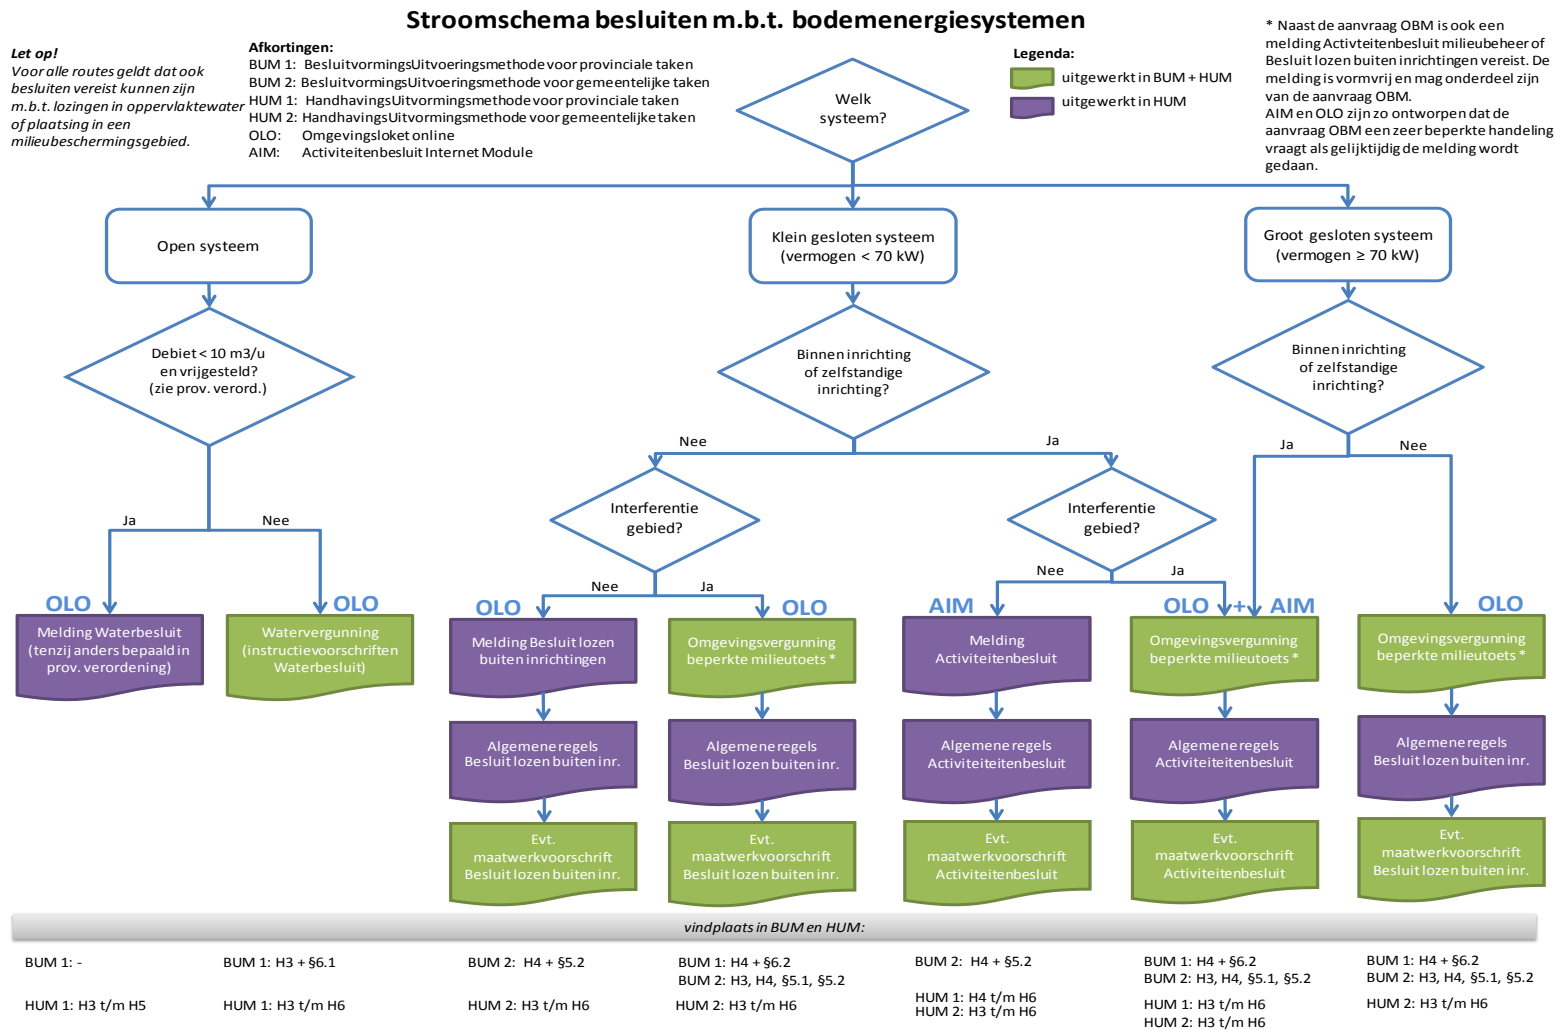 Stroomschema besluiten m.b.t. bodemenergiesystemen
Let op!
Voor alle routes geldt dat ook
besluiten vereist kunnen zijn
m.b.t. lozingen in oppervlaktewater
of plaatsing in een
milieubeschermingsgebied.
Afkortingen:
BUM 1: BesluitvormingsUitvoeringsmethode voor provinciale taken
BUM 2: BesluitvormingsUitvoeringsmethode voor gemeentelijke taken
HUM 1: HandhavingsUitvormingsmethode voor provinciale taken
HUM 2: HandhavingsUitvormingsmethode voor gemeentelijke taken
OLO: Omgevingsloket online
AIM: Activiteitenbesluit Internet Module
Legenda:
uitgewerkt in BUM + HUM
uitgewerkt in HUM
* Naast de aanvraag OBM is ook een
melding Activteitenbesluit milieubeheer of
Besluit lozen buiten inrichtingen vereist. De
melding is vormvrij en mag onderdeel zijn
van de aanvraag OBM.
AIM en OLO zijn zo ontworpen dat de
aanvraag OBM een zeer beperkte handeling
vraagt als gelijktijdig de melding wordt
gedaan.
Welk
systeem?
Open systeem
Klein gesloten systeem
(vermogen < 70 kW)
Groot gesloten systeem
(vermogen ≥ 70 kW)
Debiet < 10 m3/u
en vrijgesteld?
(zie prov. verord.)
Binnen inrichting
of zelfstandige
inrichting?
Binnen inrichting
of zelfstandige
inrichting?
Nee
Ja
Ja
Nee
Interferentie
gebied?
Interferentie
gebied?
Ja
Nee
Nee
Ja
Nee
Ja
OLO
OLO
OLO
OLO
AIM
OLO + AIM
OLO
Melding Waterbesluit
(tenzij anders bepaald in
prov. verordening)
Watervergunning
(instructievoorschriften
Waterbesluit)
Melding Besluit lozen
buiten inrichtingen
Omgevingsvergunning
beperkte milieutoets *
Melding
Activiteitenbesluit
Omgevingsvergunning
beperkte milieutoets *
Omgevingsvergunning
beperkte milieutoets *
Algemene regels
Besluit lozen buiten inr.
Algemene regels
Besluit lozen buiten inr.
Algemene regels
Activiteiteitenbesluit
Algemene regels
Activiteiteitenbesluit
Algemene regels
Besluit lozen buiten inr.
Evt.
maatwerkvoorschrift
Besluit lozen buiten inr.
Evt.
maatwerkvoorschrift
Besluit lozen buiten inr.
Evt.
maatwerkvoorschrift
Activiteitenbesluit
Evt.
maatwerkvoorschrift
Activiteitenbesluit
Evt.
maatwerkvoorschrift
Besluit lozen buiten inr.
vindplaats in BUM en HUM:
BUM 1: -
HUM 1: H3 t/m H5
BUM 1: H3 + §6.1
HUM 1: H3 t/m H6
BUM 2: H4 + §5.2
HUM 2: H3 t/m H6
BUM 1: H4 + §6.2
BUM 2: H3, H4, §5.1, §5.2
HUM 2: H3 t/m H6
BUM 2: H4 + §5.2
HUM 1: H4 t/m H6
HUM 2: H3 t/m H6
BUM 1: H4 + §6.2
BUM 2: H3, H4, §5.1, §5.2
HUM 1: H3 t/m H6
HUM 2: H3 t/m H6
BUM 1: H4 + §6.2
BUM 2: H3, H4, §5.1, §5.2
HUM 2: H3 t/m H6